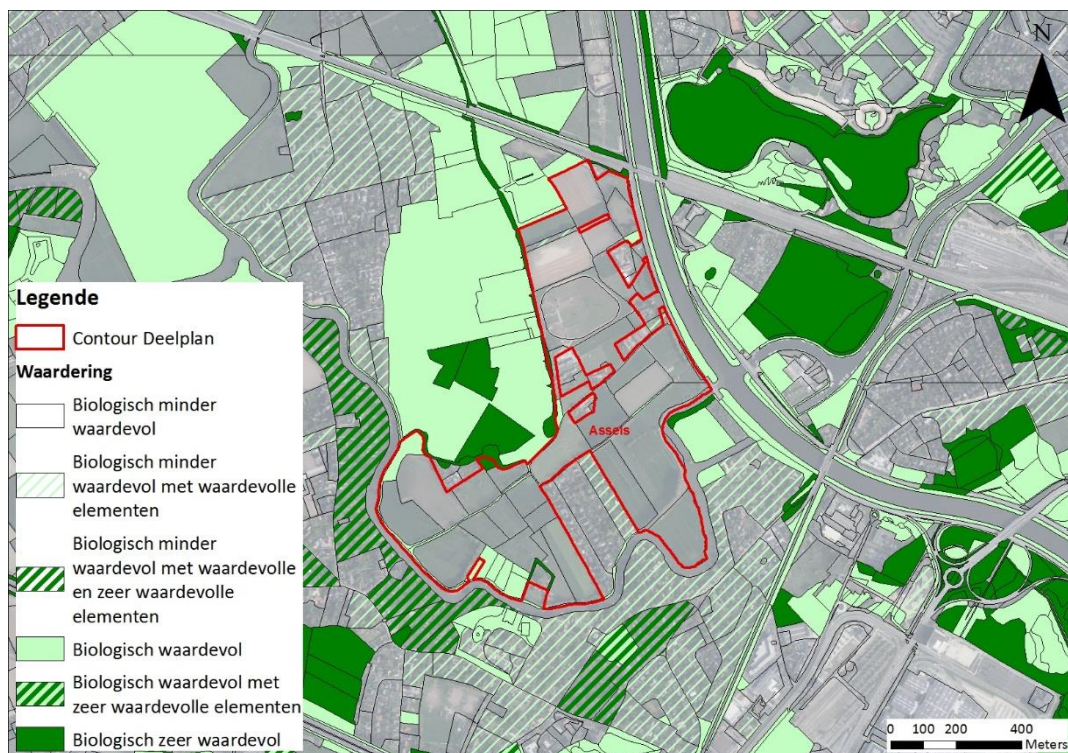 N
Legende
Contour Deelplan
Waardering
Biologisch minder
waardevol
Biologisch minder
waardevol met waardevolle
elementen
Biologisch minder
waardevol met waardevolle
en zeer waardevolle
elementen
Biologisch waardevol
Biologisch waardevol met
zeer waardevolle elementen
Biologisch zeer waardevol
Assels
0 100 200 400
Meters